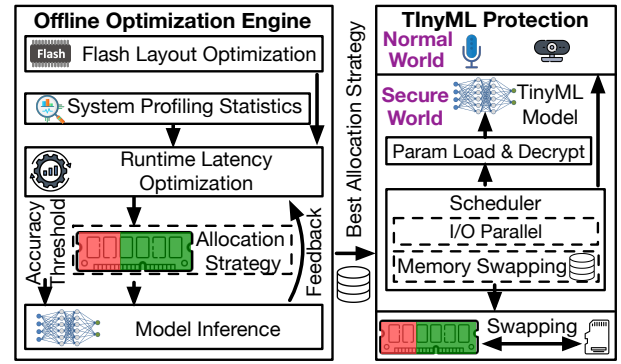 Offline Optimization Engine
Flash
Flash Layout Optimization
System Profiling Statistics
Runtime Latency
Optimization
Accuracy
Threshold
Allocation
Strategy
Feedback
Model Inference
Best Allocation Strategy
TInyML Protection
Normal
World
Secure
World
TinyML
Model
Param Load & Decrypt
Scheduler
I/O Parallel
Memory Swapping
Swapping